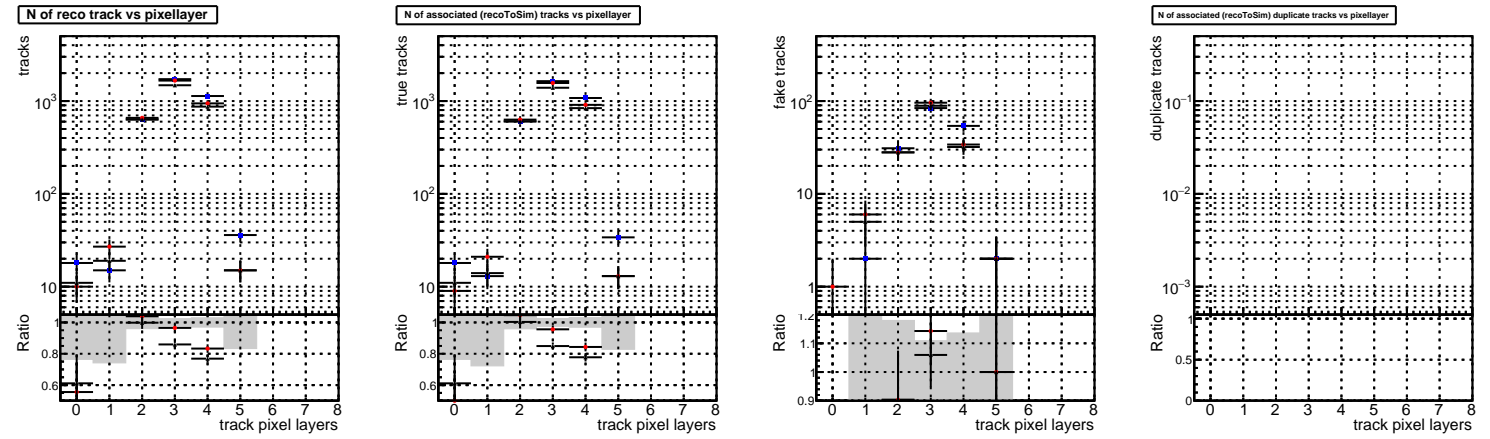 N of reco track vs pixellayer
tracks
10³
10²
10
Ratio
1
0.8
0.6
0 1 2 3 4 5 6 7 8
track pixel layers
N of associated (recoToSim) tracks vs pixellayer
true tracks
10³
10²
10
Ratio
1
0.8
0.6
0 1 2 3 4 5 6 7 8
track pixel layers
fake tracks
10²
10
1
Ratio
1.2
1.1
1
0.9
0 1 2 3 4 5 6 7 8
track pixel layers
N of associated (recoToSim) duplicate tracks vs pixellayer
duplicate tracks
10⁻¹
10⁻²
10⁻³
Ratio
1
0.5
0
0 1 2 3 4 5 6 7 8
track pixel layers